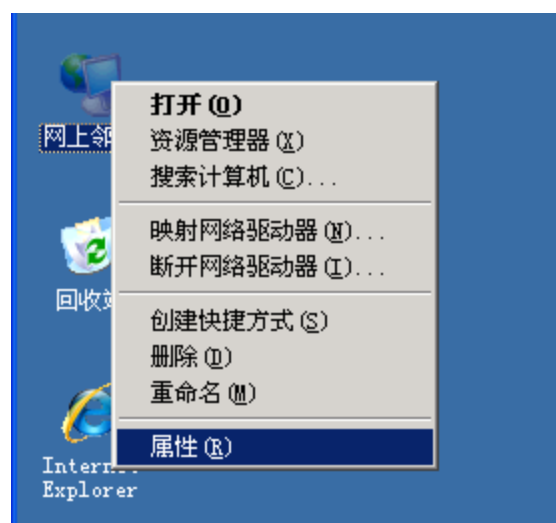 网上邻
打开(O)
资源管理器(X)
搜索计算机(C)...
映射网络驱动器(N)...
断开网络驱动器(I)...
回收
创建快捷方式(S)
删除(D)
重命名(M)
属性(R)
Internet
Explorer